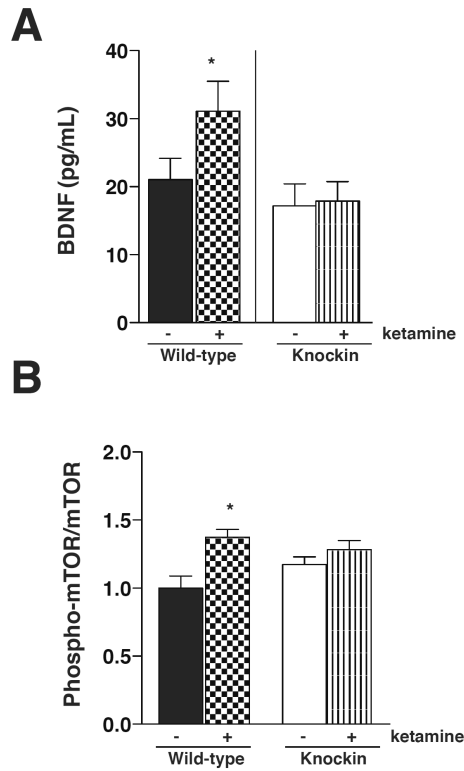 A
BDNF (pg/mL)
40
30
20
10
0
*
- + - + ketamine
Wild-type Knockin
B
Phospho-mTOR/mTOR
2.0
1.5
1.0
0.5
0.0
*
- + - + ketamine
Wild-type Knockin